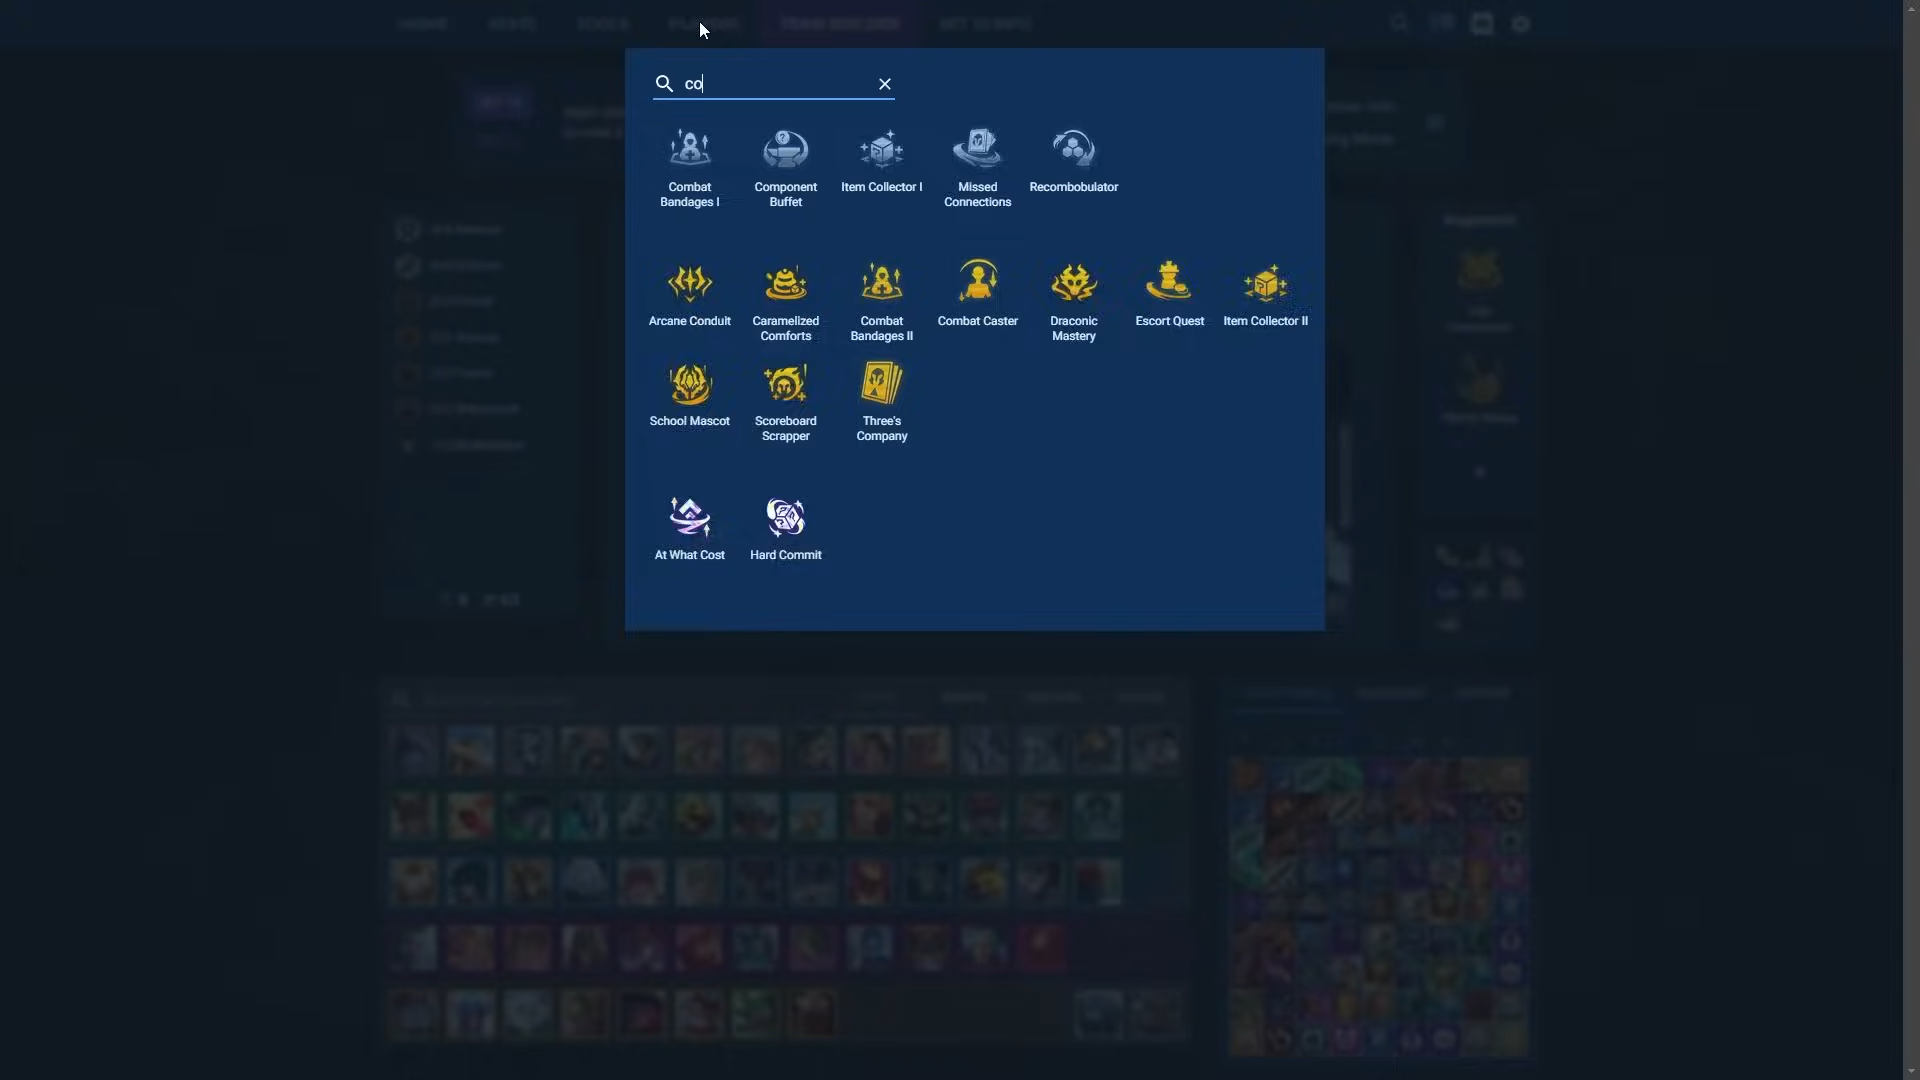 co
Combat
Bandages I
Component
Buffet
Item Collector I
Missed
Connections
Recombobulator
Arcane Conduit
Caramelized
Comforts
Combat
Bandages II
Combat Caster
Draconic
Mastery
Escort Quest
Item Collector II
School Mascot
Scoreboard
Scrapper
Three's
Company
At What Cost
Hard Commit